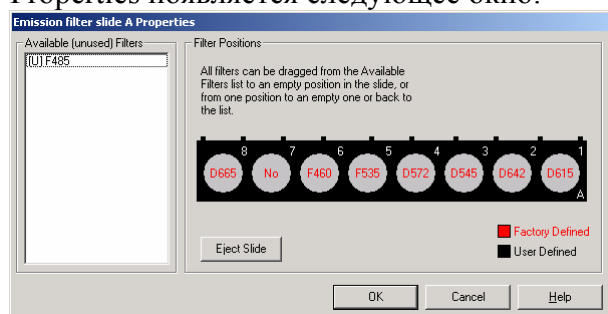 Properties появляется следующее окно:
Emission filter slide A Properties
Available (unused) Filters
[U] F485
Filter Positions
All filters can be dragged from the Available
Filters list to an empty position in the slide, or
from one position to an empty one or back to
the list.
8 7 6 5 4 3 2 1
D665 No F460 F535 D572 D545 D642 D615
A
Factory Defined
User Defined
Eject Slide
OK Cancel Help